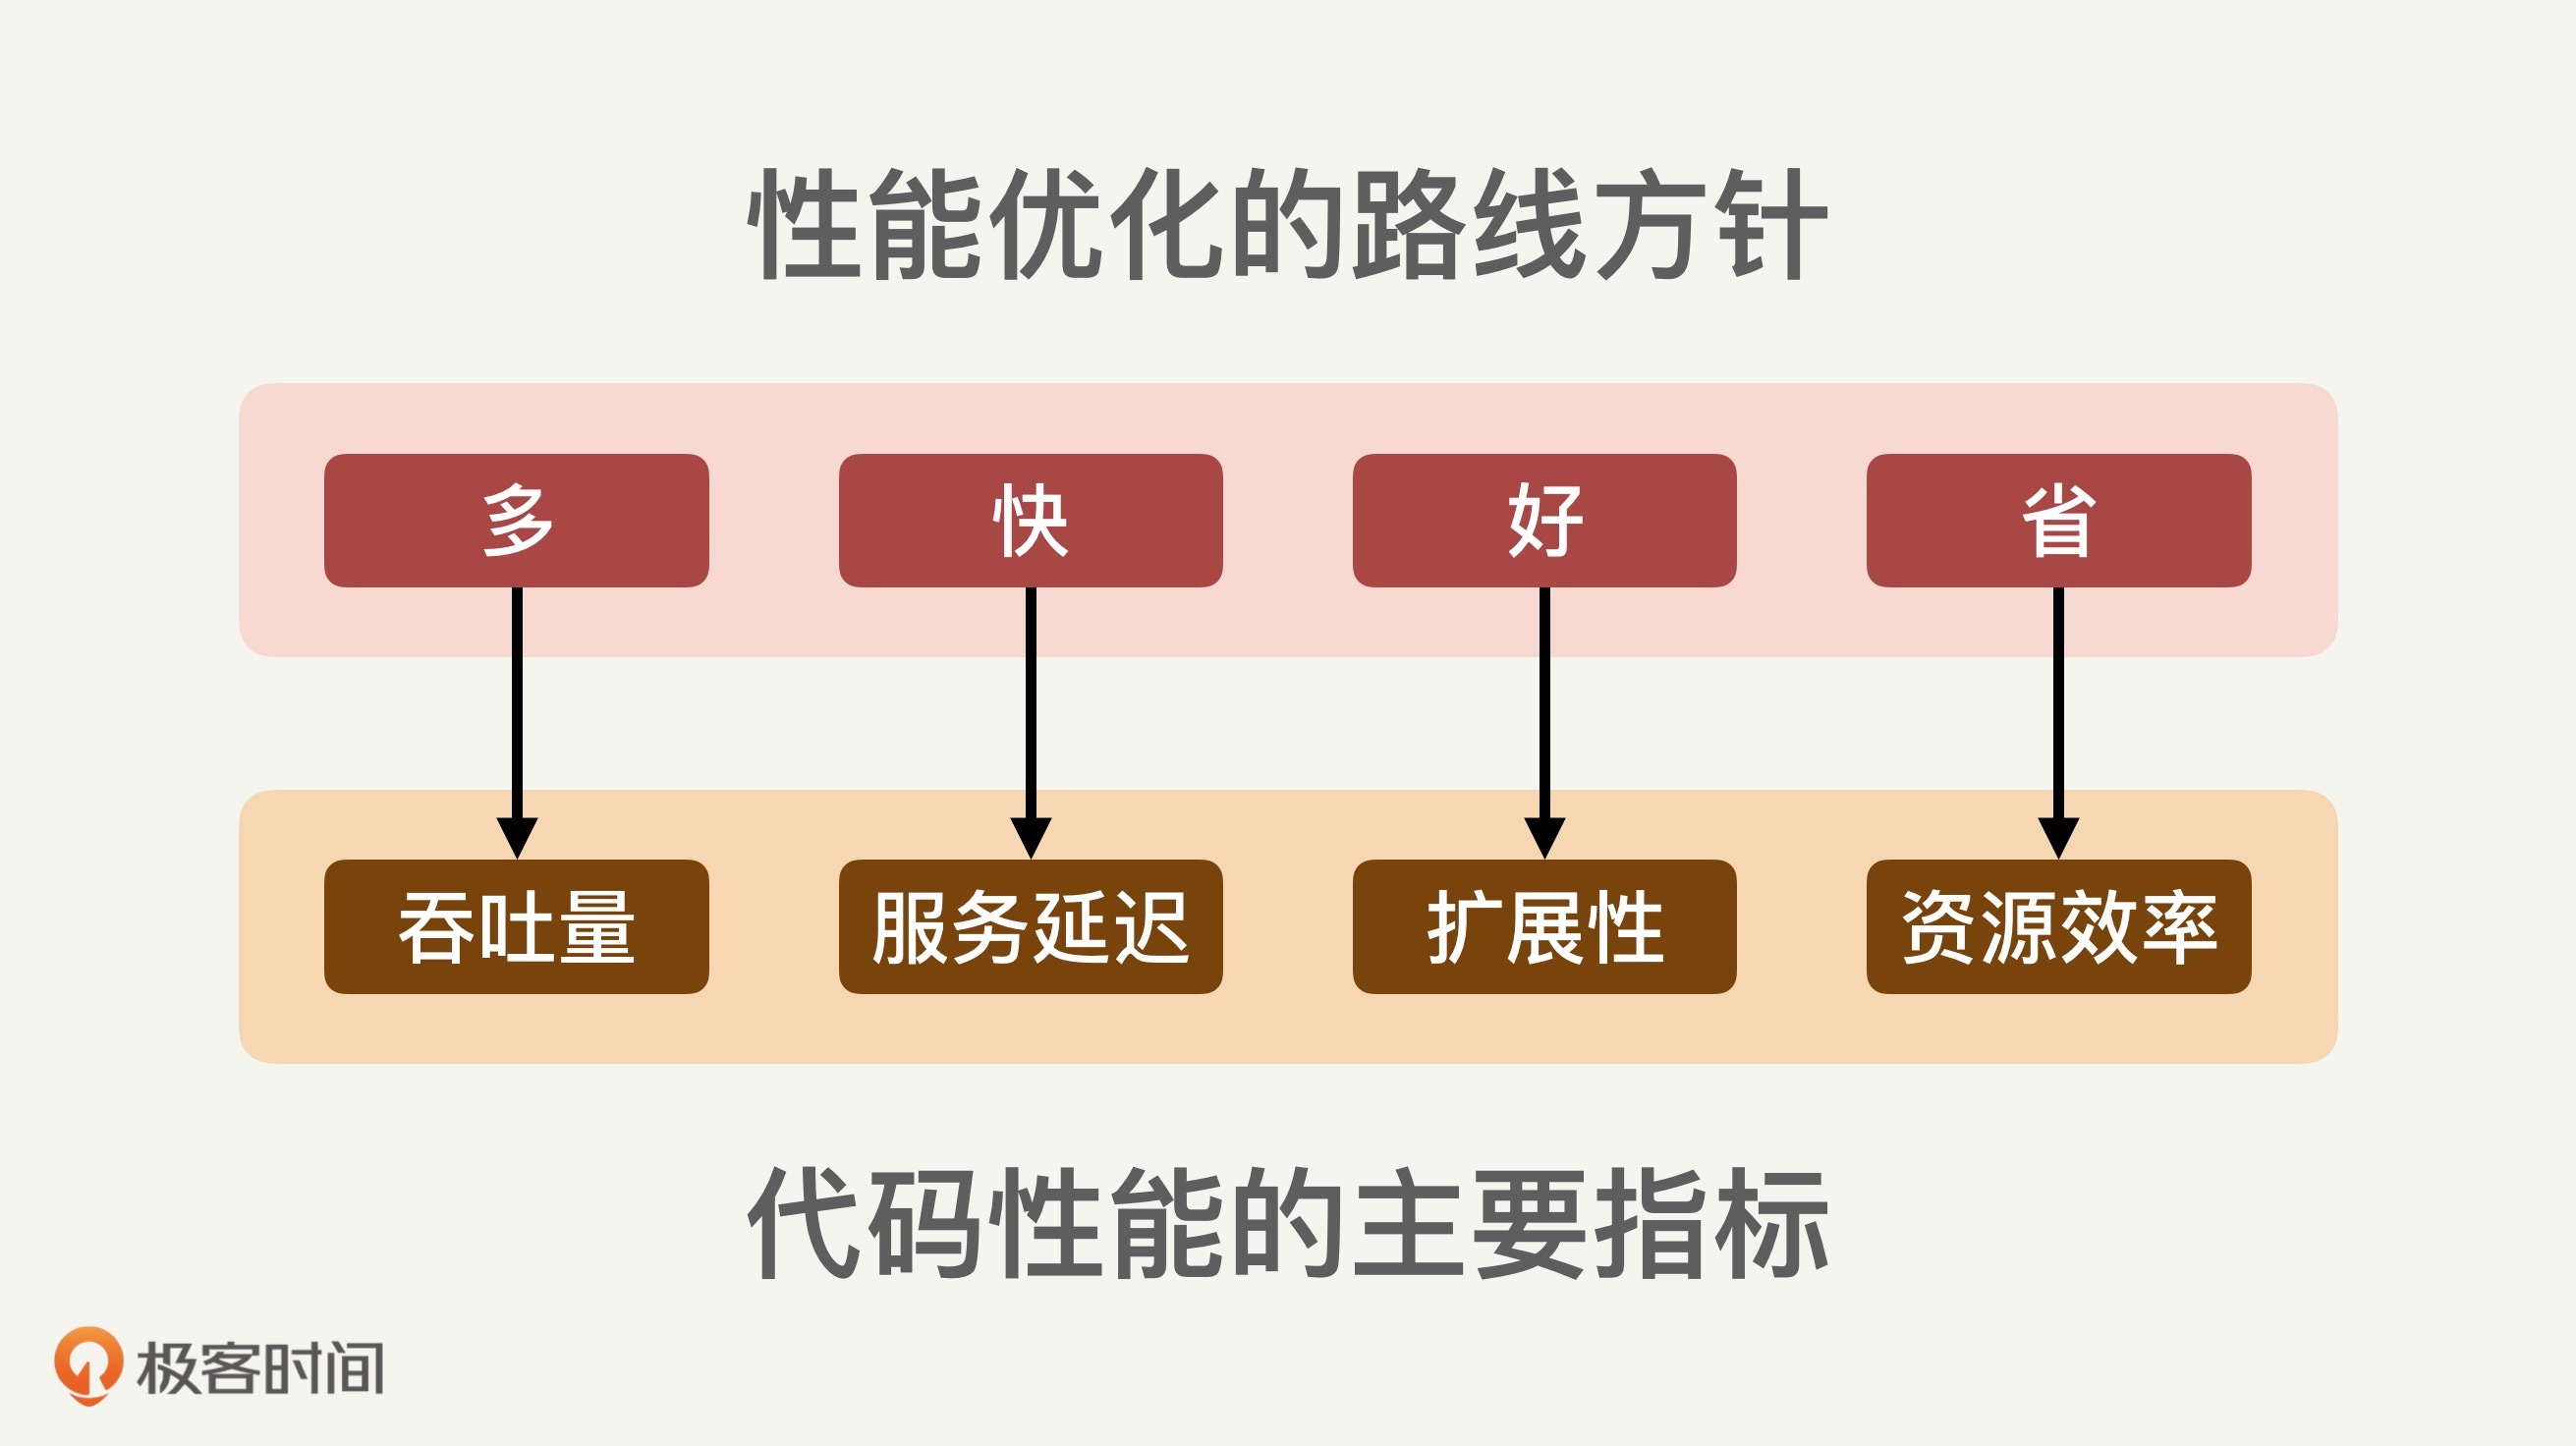 性能优化的路线方针
多 快 好 省
吞吐量 服务延迟 扩展性 资源效率
代码性能的主要指标
极客时间